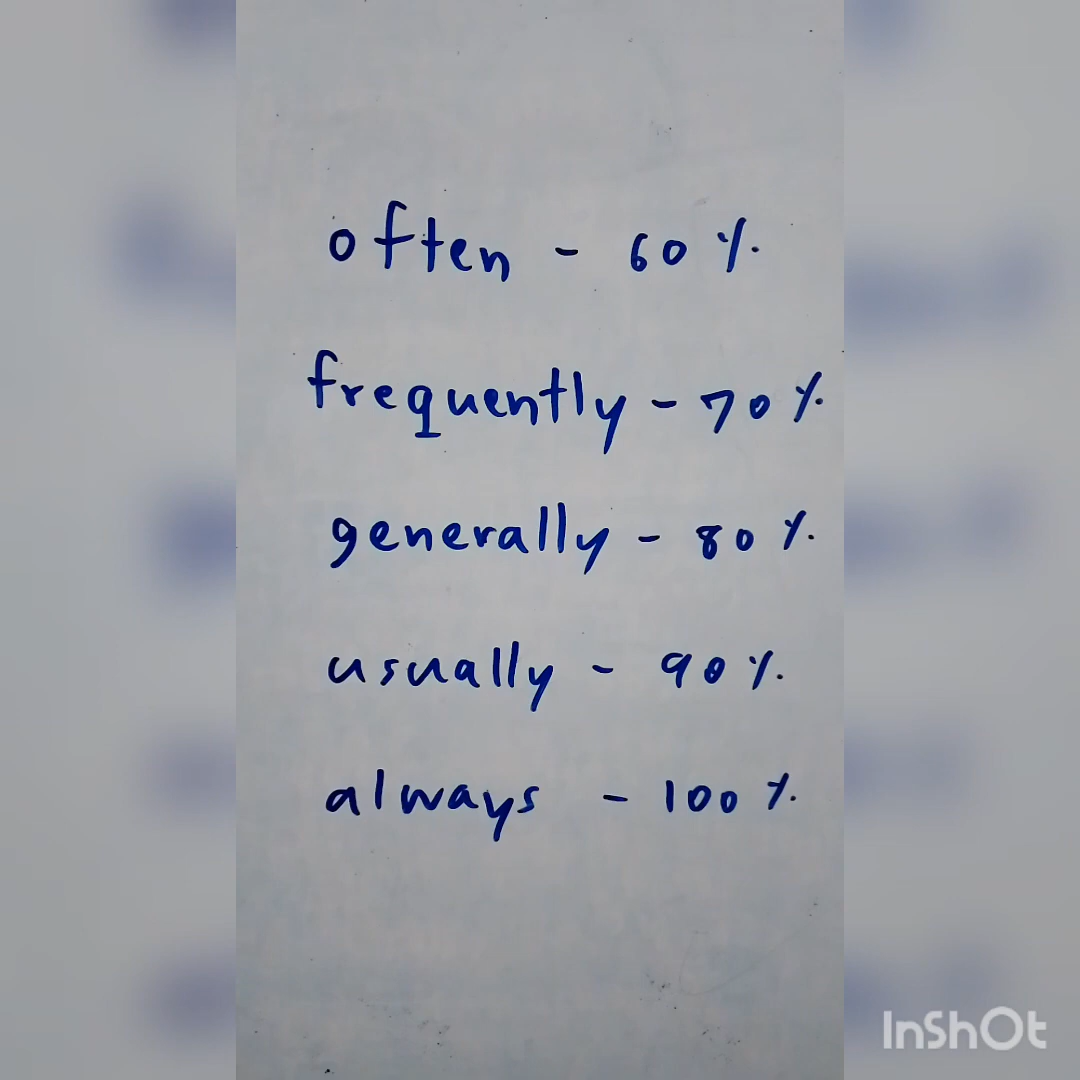 often - 60%
frequently - 70%
generally - 80%
usually - 90%
always - 100%
InShOt